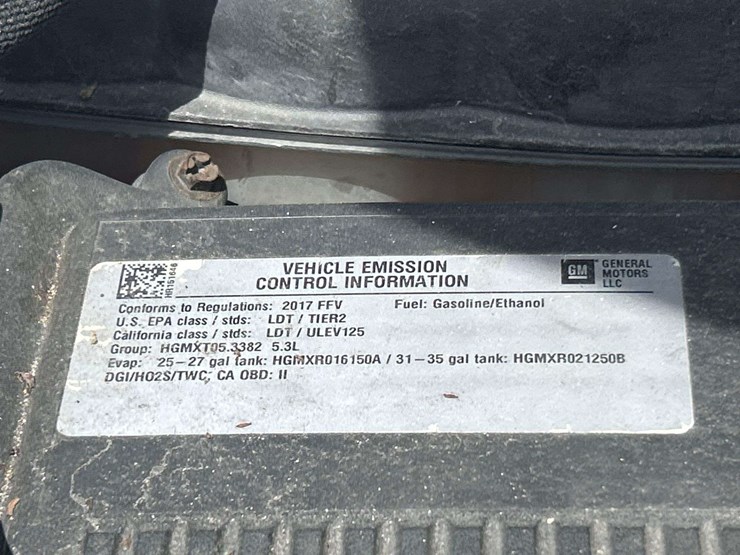 VEHICLE EMISSION
CONTROL INFORMATION
GM GENERAL
MOTORS
LLC
Conforms to Regulations: 2017 FFV Fuel: Gasoline/Ethanol
U.S. EPA class / stds: LDT / TIER2
California class / stds: LDT / ULEV125
Group: HGMXT05.3382 5.3L
Evap: 25-27 gal tank: HGMXR016150A / 31-35 gal tank: HGMXR021250B
DGI/HO2S/TWC, CA OBD: II